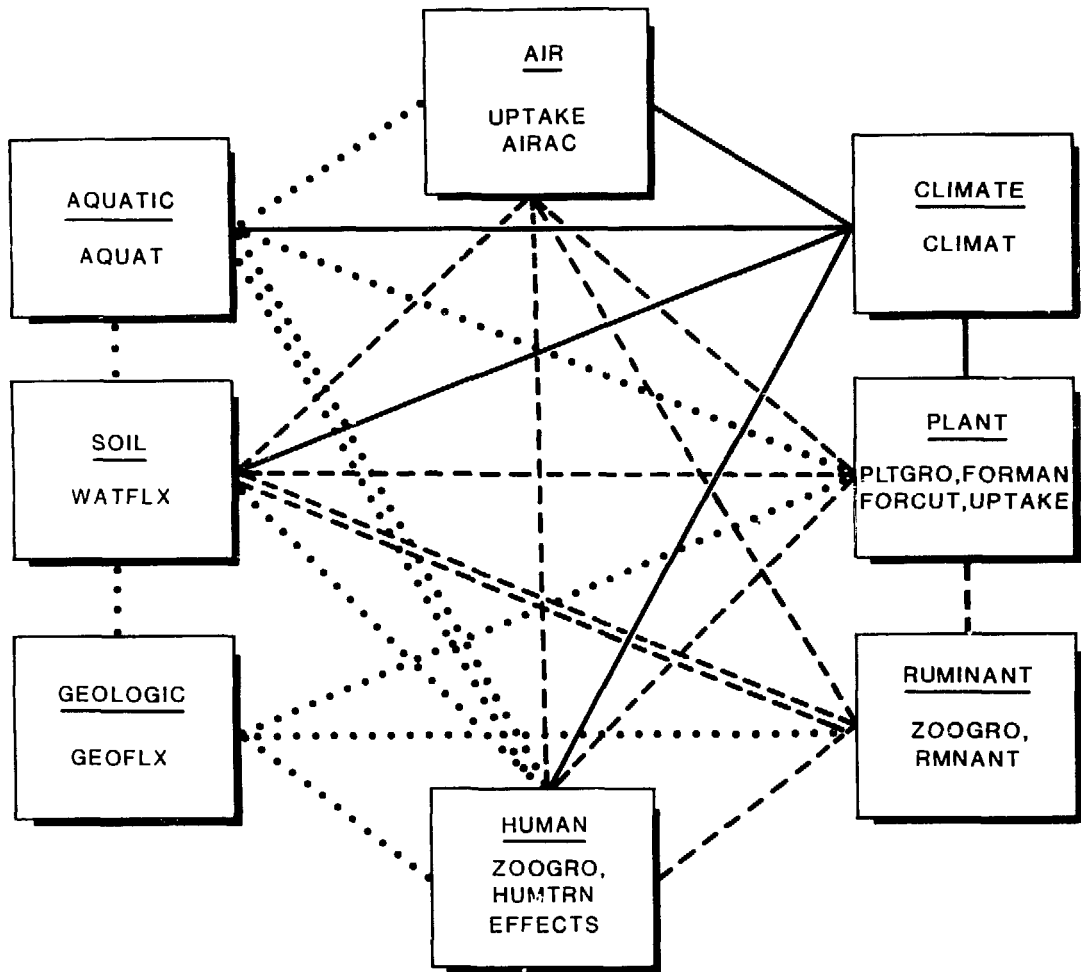 AIR
UPTAKE
AIRAC
AQUATIC
AQUAT
CLIMATE
CLIMAT
SOIL
WATFLX
PLANT
PLTGRO,FORMAN
FORCUT,UPTAKE
GEOLOGIC
GEOFLX
RUMINANT
ZOOGRO,
RMNANT
HUMAN
ZOOGRO,
HUMTRN
EFFECTS